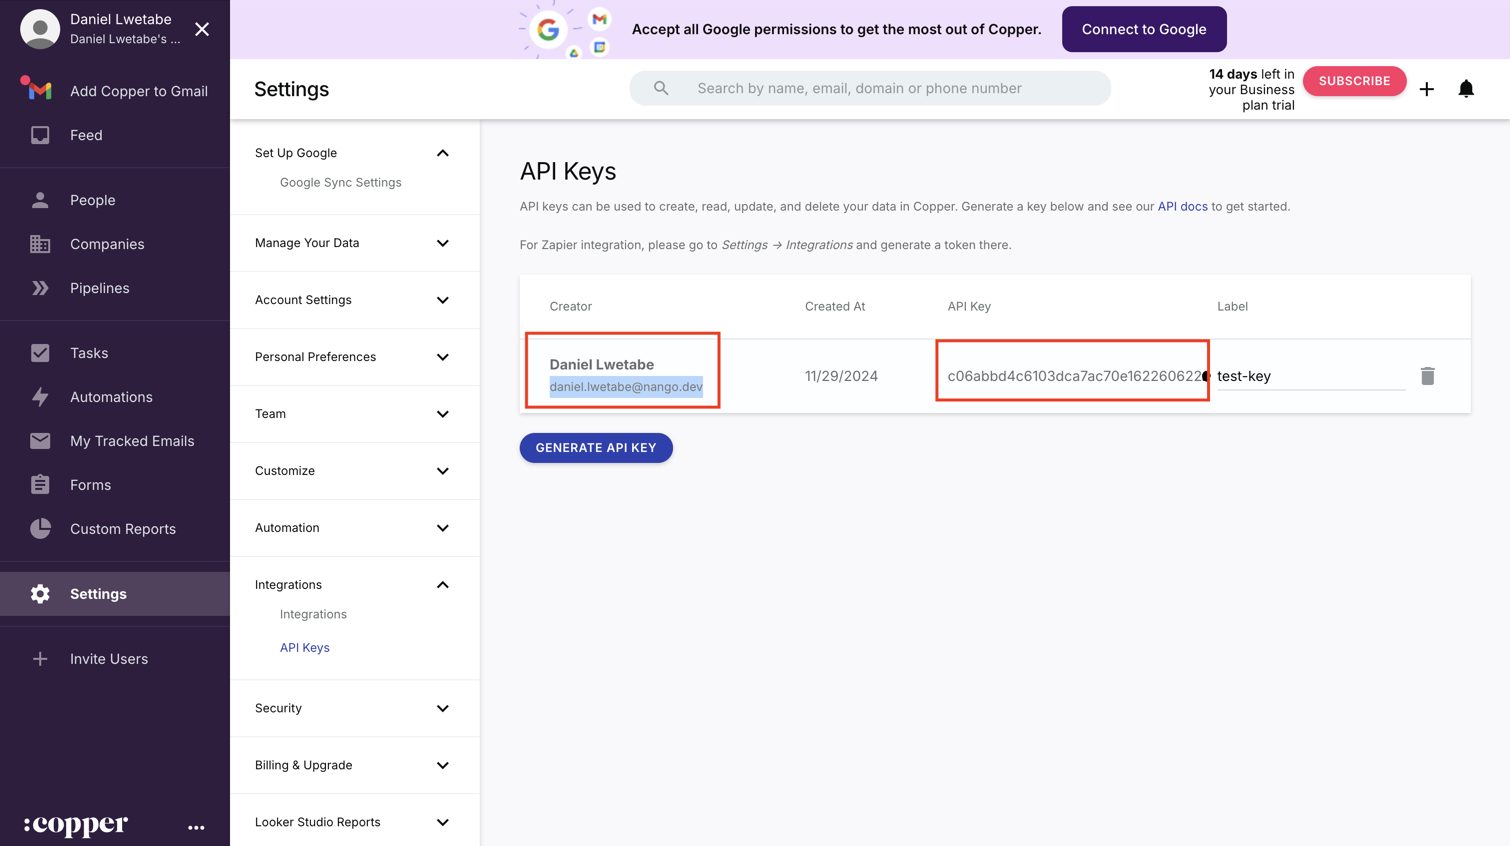 Daniel Lwetabe
Daniel Lwetabe's ...
Add Copper to Gmail
Feed
People
Companies
Pipelines
Tasks
Automations
My Tracked Emails
Forms
Custom Reports
Settings
Invite Users
:copper
Accept all Google permissions to get the most out of Copper.
Connect to Google
Settings
Search by name, email, domain or phone number
14 days left in
your Business
plan trial
SUBSCRIBE
Set Up Google
Google Sync Settings
Manage Your Data
Account Settings
Personal Preferences
Team
Customize
Automation
Integrations
Integrations
API Keys
Security
Billing & Upgrade
Looker Studio Reports
API Keys
API keys can be used to create, read, update, and delete your data in Copper. Generate a key below and see our API docs to get started.
For Zapier integration, please go to Settings → Integrations and generate a token there.
Creator Created At API Key Label
Daniel Lwetabe
daniel.lwetabe@nango.dev
11/29/2024 c06abbd4c6103dca7ac70e162260622 test-key
GENERATE API KEY